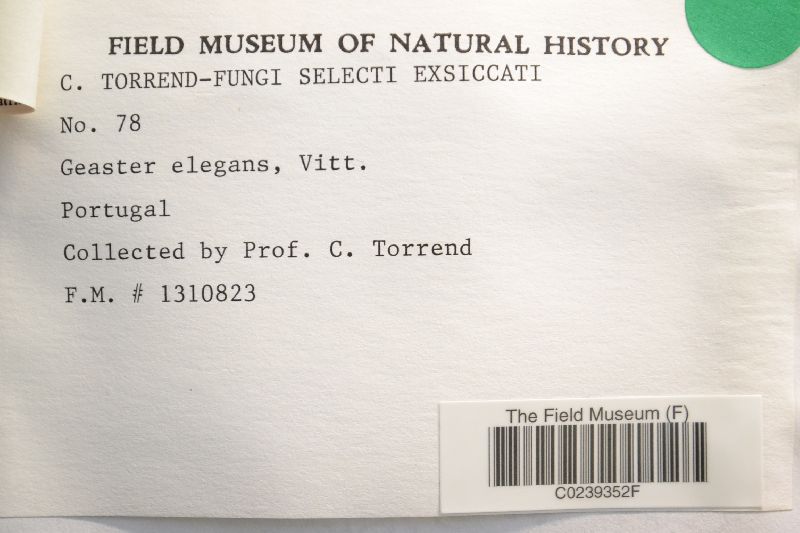 FIELD MUSEUM OF NATURAL HISTORY
C. TORREND-FUNGI SELECTI EXSICCATI
No. 78
Geaster elegans, Vitt.
Portugal
Collected by Prof. C. Torrend
F.M. # 1310823
The Field Museum (F)
C0239352F